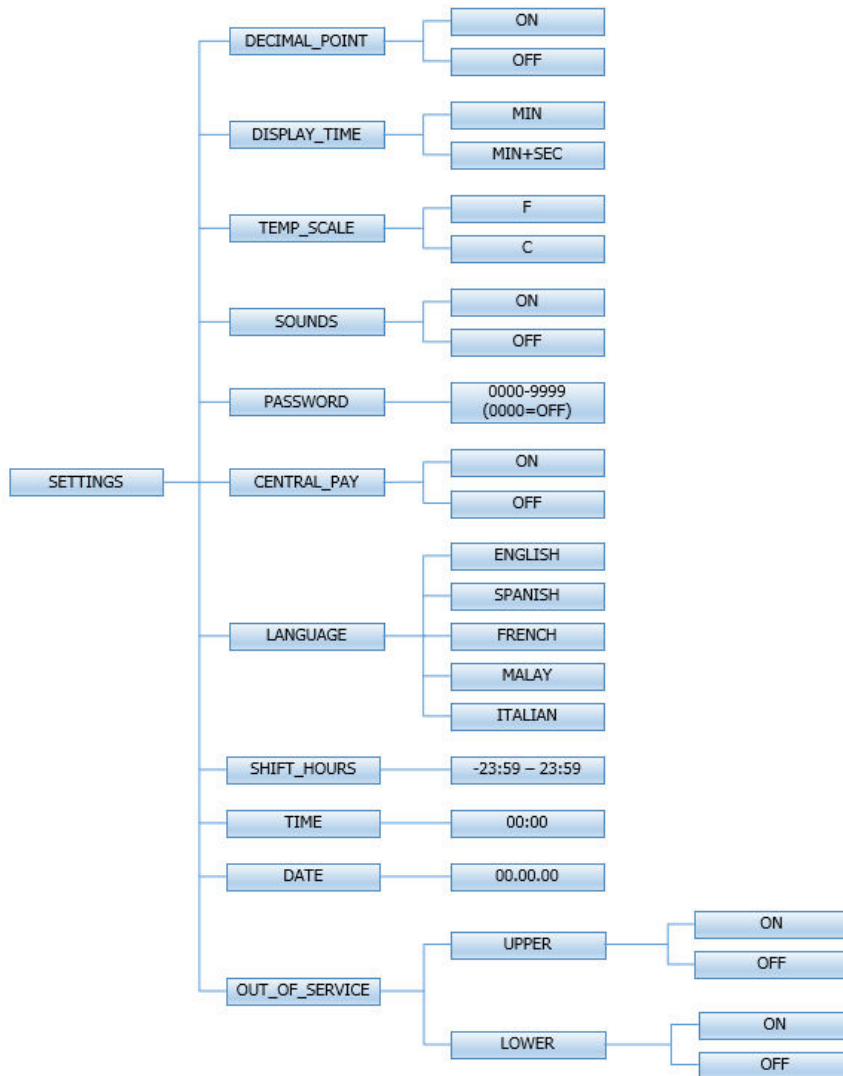 DECIMAL_POINT
ON
OFF
DISPLAY_TIME
MIN
MIN+SEC
TEMP_SCALE
F
C
SOUNDS
ON
OFF
PASSWORD
0000-9999
(0000=OFF)
SETTINGS
CENTRAL_PAY
ON
OFF
LANGUAGE
ENGLISH
SPANISH
FRENCH
MALAY
ITALIAN
SHIFT_HOURS
-23:59 – 23:59
TIME
00:00
DATE
00.00.00
OUT_OF_SERVICE
UPPER
ON
OFF
LOWER
ON
OFF